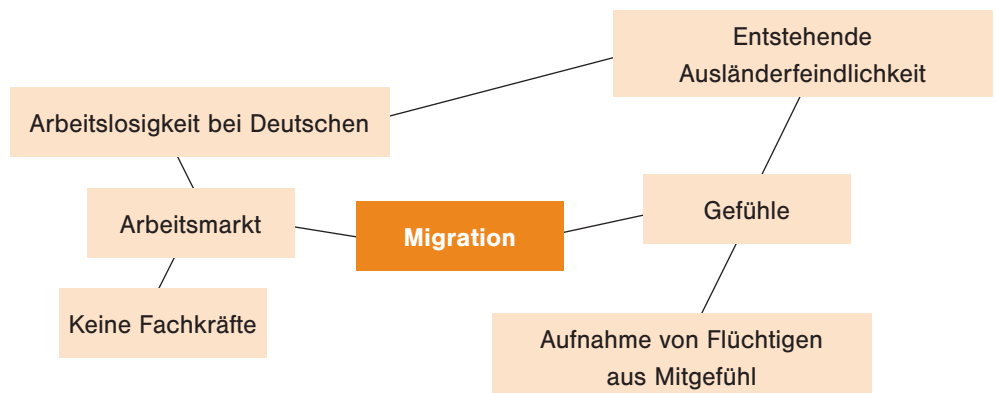 Entstehende
Ausländerfeindlichkeit
Arbeitslosigkeit bei Deutschen
Gefühle
Arbeitsmarkt
Migration
Keine Fachkräfte
Aufnahme von Flüchtigen
aus Mitgefühl